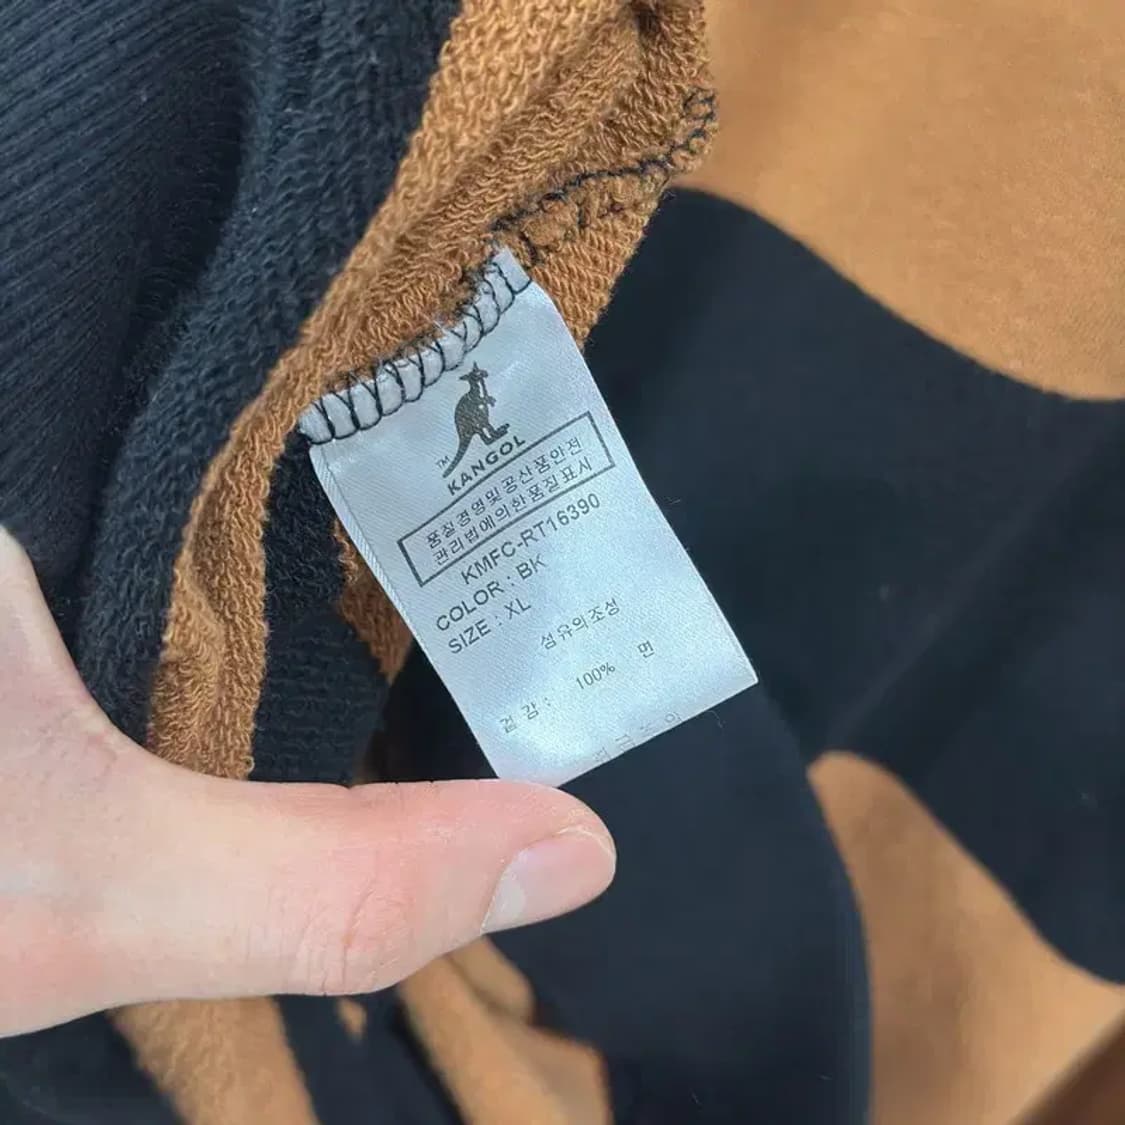 TM
KANGOL
품질경영및공산품안전
관리법에의한품질표시
KMFC-RT16390
COLOR : BK
SIZE : XL
섬유의조성
겉감 : 100% 면